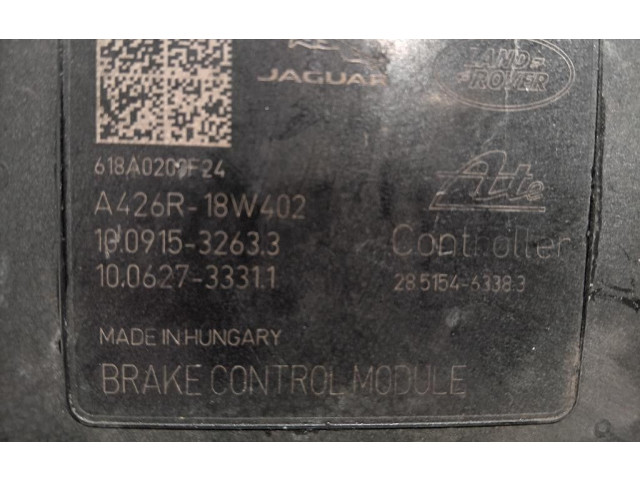 JAGUAR
LAND-
ROVER
618A0209F24
A426R-18W402
Ate
10.0915-3263.3
Controller
10.0627-3331.1
28.5154-6338.3
MADE IN HUNGARY
BRAKE CONTROL MODULE